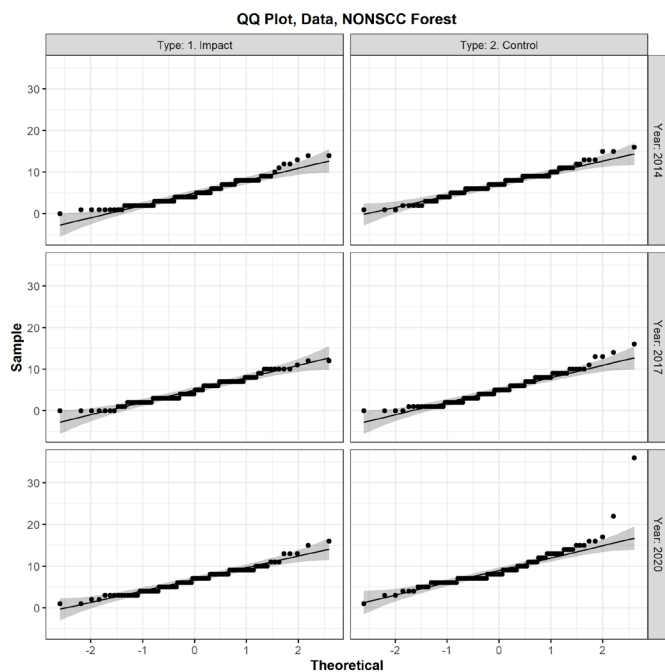 QQ Plot, Data, NONSCC Forest
Type: 1. Impact
Type: 2. Control
30
20
10
0
Year: 2014
30
20
10
0
Year: 2017
30
20
10
0
Year: 2020
Sample
-2 -1 0 1 2
-2 -1 0 1 2
Theoretical